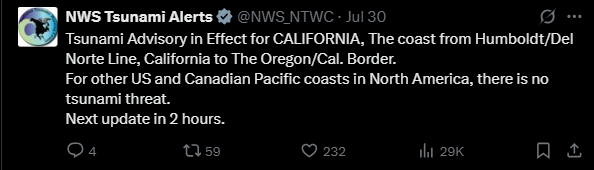 NWS Tsunami Alerts @NWS_NTWC · Jul 30
Tsunami Advisory in Effect for CALIFORNIA, The coast from Humboldt/Del
Norte Line, California to The Oregon/Cal. Border.
For other US and Canadian Pacific coasts in North America, there is no
tsunami threat.
Next update in 2 hours.
4 59 232 29K